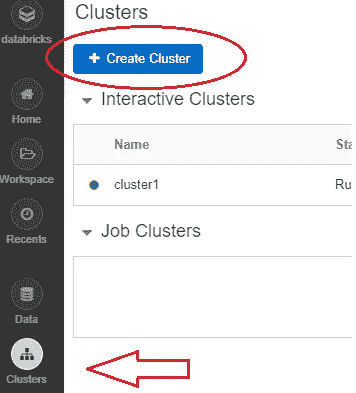 databricks
Home
Workspace
Recents
Data
Clusters
Clusters
+ Create Cluster
Interactive Clusters
Name Sta
cluster1 Ru
Job Clusters